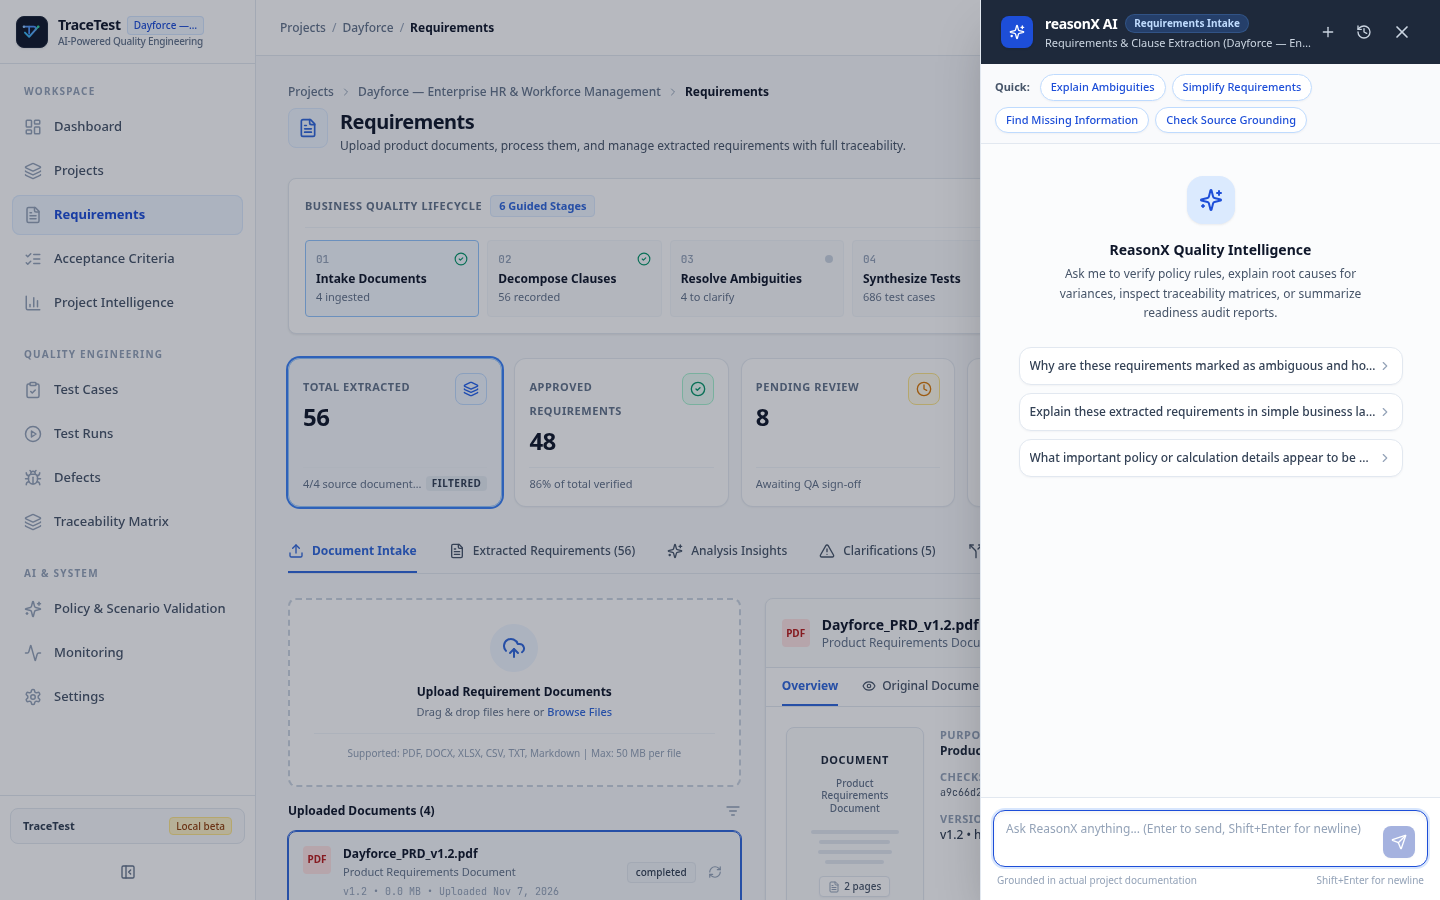 TraceTest
Dayforce —...
AI-Powered Quality Engineering
WORKSPACE
Dashboard
Projects
Requirements
Acceptance Criteria
Project Intelligence
QUALITY ENGINEERING
Test Cases
Test Runs
Defects
Traceability Matrix
AI & SYSTEM
Policy & Scenario Validation
Monitoring
Settings
TraceTest
Local beta
Projects / Dayforce / Requirements
Projects > Dayforce — Enterprise HR & Workforce Management > Requirements
Requirements
Upload product documents, process them, and manage extracted requirements with full traceability.
BUSINESS QUALITY LIFECYCLE
6 Guided Stages
01
Intake Documents
4 ingested
02
Decompose Clauses
56 recorded
03
Resolve Ambiguities
4 to clarify
04
Synthesize Tests
686 test cases
TOTAL EXTRACTED
56
4/4 source document...
FILTERED
APPROVED
REQUIREMENTS
48
86% of total verified
PENDING REVIEW
8
Awaiting QA sign-off
Document Intake
Extracted Requirements (56)
Analysis Insights
Clarifications (5)
Upload Requirement Documents
Drag & drop files here or Browse Files
Supported: PDF, DOCX, XLSX, CSV, TXT, Markdown | Max: 50 MB per file
Uploaded Documents (4)
PDF
Dayforce_PRD_v1.2.pdf
Product Requirements Document
v1.2 • 0.0 MB • Uploaded Nov 7, 2026
completed
PDF
Dayforce_PRD_v1.2.pdf
Product Requirements Docu
Overview
Original Docume
DOCUMENT
Product
Requirements
Document
2 pages
PURPO
Produc
CHECK
a9c66d2
VERSIO
v1.2 • h
reasonX AI
Requirements Intake
Requirements & Clause Extraction (Dayforce — En...
Quick:
Explain Ambiguities
Simplify Requirements
Find Missing Information
Check Source Grounding
ReasonX Quality Intelligence
Ask me to verify policy rules, explain root causes for
variances, inspect traceability matrices, or summarize
readiness audit reports.
Why are these requirements marked as ambiguous and ho...
Explain these extracted requirements in simple business la...
What important policy or calculation details appear to be ...
Ask ReasonX anything... (Enter to send, Shift+Enter for newline)
Grounded in actual project documentation
Shift+Enter for newline